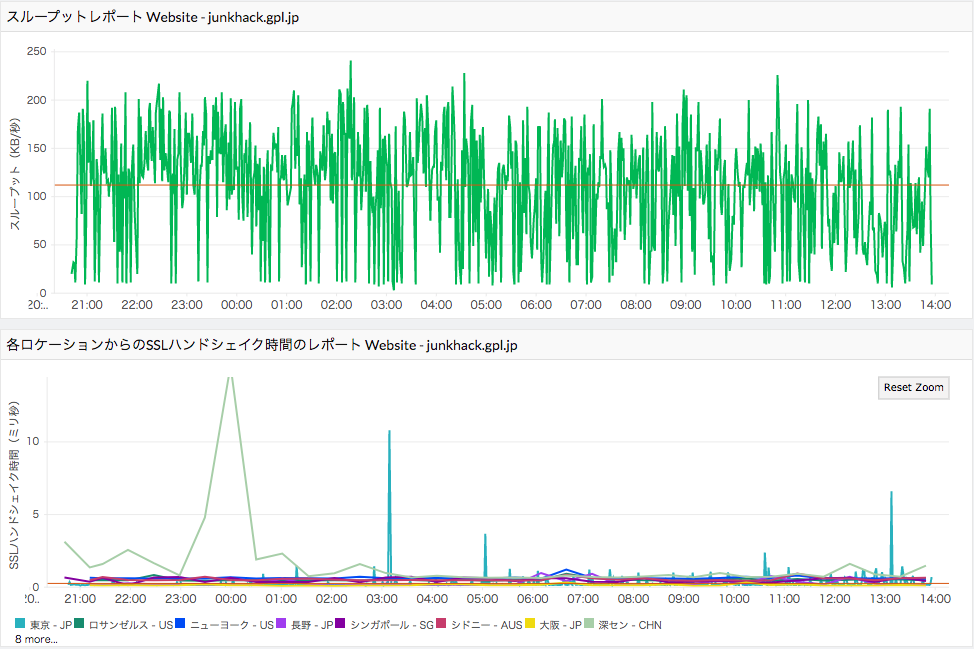 スループットレポート Website - junkhack.gpl.jp
スループット（KB/秒）
250
200
150
100
50
0
20:.. 21:00 22:00 23:00 00:00 01:00 02:00 03:00 04:00 05:00 06:00 07:00 08:00 09:00 10:00 11:00 12:00 13:00 14:00
各ロケーションからのSSLハンドシェイク時間のレポート Website - junkhack.gpl.jp
Reset Zoom
SSLハンドシェイク時間（ミリ秒）
10
5
0
'0.. 21:00 22:00 23:00 00:00 01:00 02:00 03:00 04:00 05:00 06:00 07:00 08:00 09:00 10:00 11:00 12:00 13:00 14:00
東京 - JP ロサンゼルス - US ニューヨーク - US 長野 - JP シンガポール - SG シドニー - AUS 大阪 - JP 深セン - CHN
8 more...